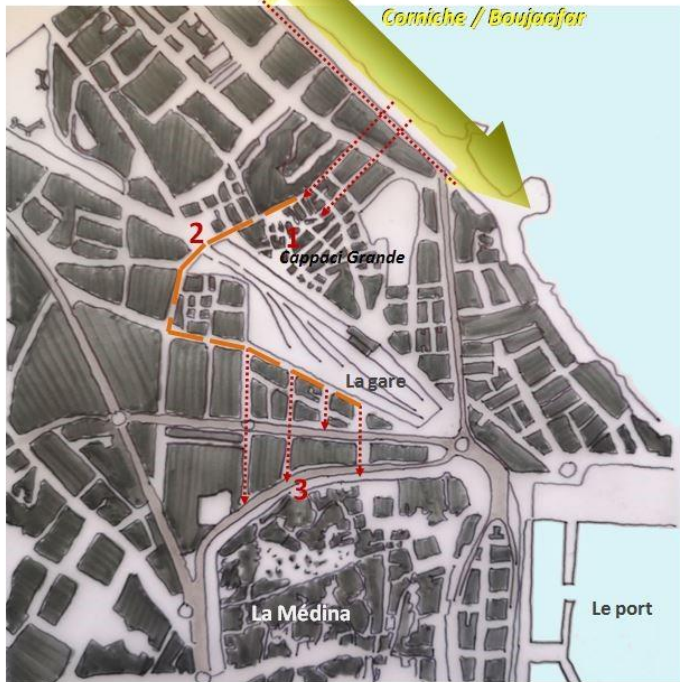 Corniche / Boujaafar
2
1
Cappaci Grande
La gare
3
La Médina
Le port